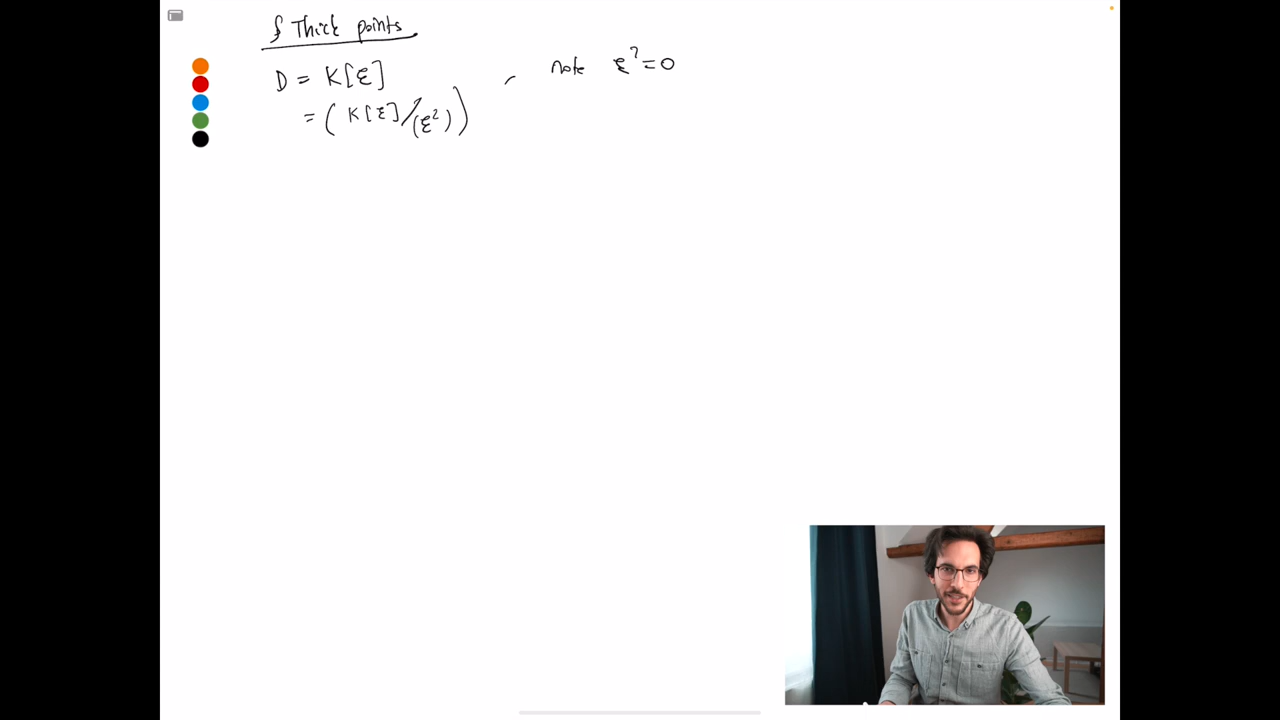 § Thick points
D = K[ε] , note ε² = 0
= ( K[ε]/(ε²) )